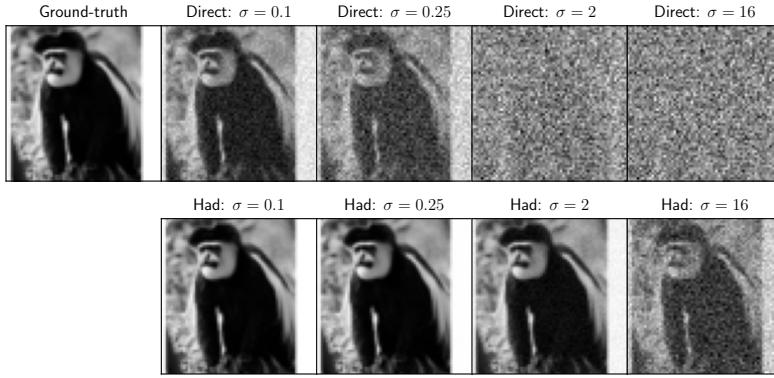 Ground-truth Direct: σ = 0.1 Direct: σ = 0.25 Direct: σ = 2 Direct: σ = 16
Had: σ = 0.1 Had: σ = 0.25 Had: σ = 2 Had: σ = 16